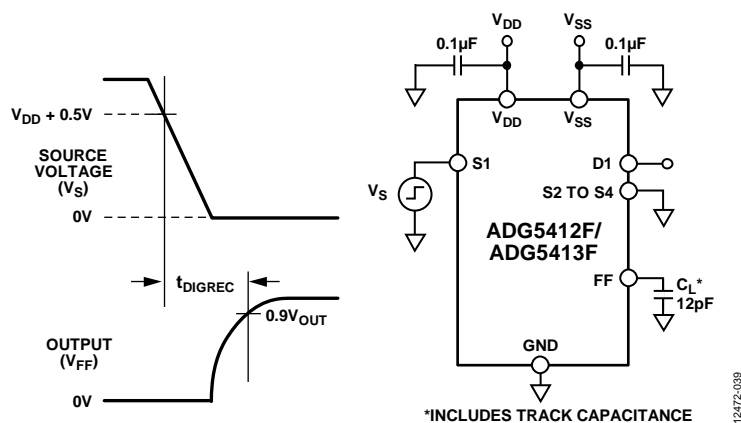 V_DD + 0.5V
SOURCE
VOLTAGE
(V_S)
0V
t_DIGREC
0.9V_OUT
OUTPUT
(V_FF)
0V
V_DD
V_SS
0.1µF
0.1µF
V_DD
V_SS
S1
D1
V_S
S2 TO S4
ADG5412F/
ADG5413F
FF
C_L*
12pF
GND
*INCLUDES TRACK CAPACITANCE
12472-039